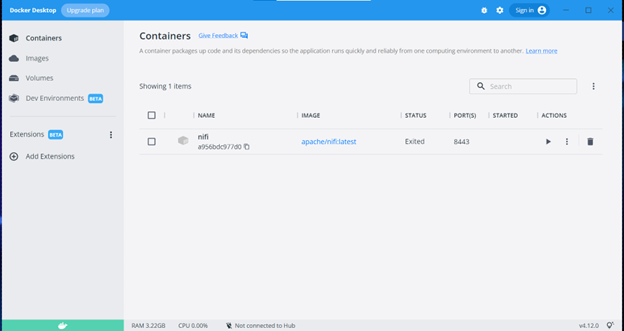 Docker Desktop Upgrade plan Sign in
Containers
Images
Volumes
Dev Environments BETA
Extensions BETA
Add Extensions
Containers Give Feedback
A container packages up code and its dependencies so the application runs quickly and reliably from one computing environment to another. Learn more
Showing 1 items
Search
NAME IMAGE STATUS PORT(S) STARTED ACTIONS
nifi
a956bdc977d0
apache/nifi:latest Exited 8443
RAM 3.22GB CPU 0.00% Not connected to Hub v4.12.0